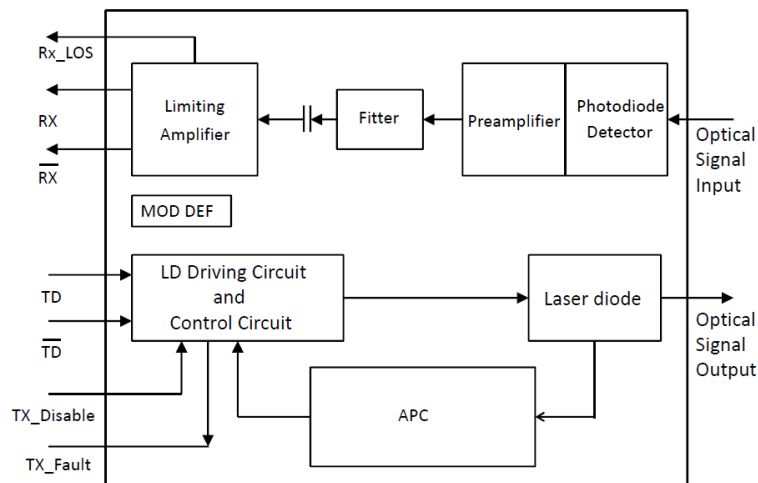 Rx_LOS
RX
RX
Limiting
Amplifier
Fitter
Preamplifier
Photodiode
Detector
Optical
Signal
Input
MOD DEF
TD
TD
LD Driving Circuit
and
Control Circuit
Laser diode
Optical
Signal
Output
TX_Disable
TX_Fault
APC